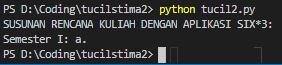 PS D:\Coding\tucilstima2> python tucil2.py
SUSUNAN RENCANA KULIAH DENGAN APLIKASI SIX*3:
Semester I: a.
PS D:\Coding\tucilstima2>